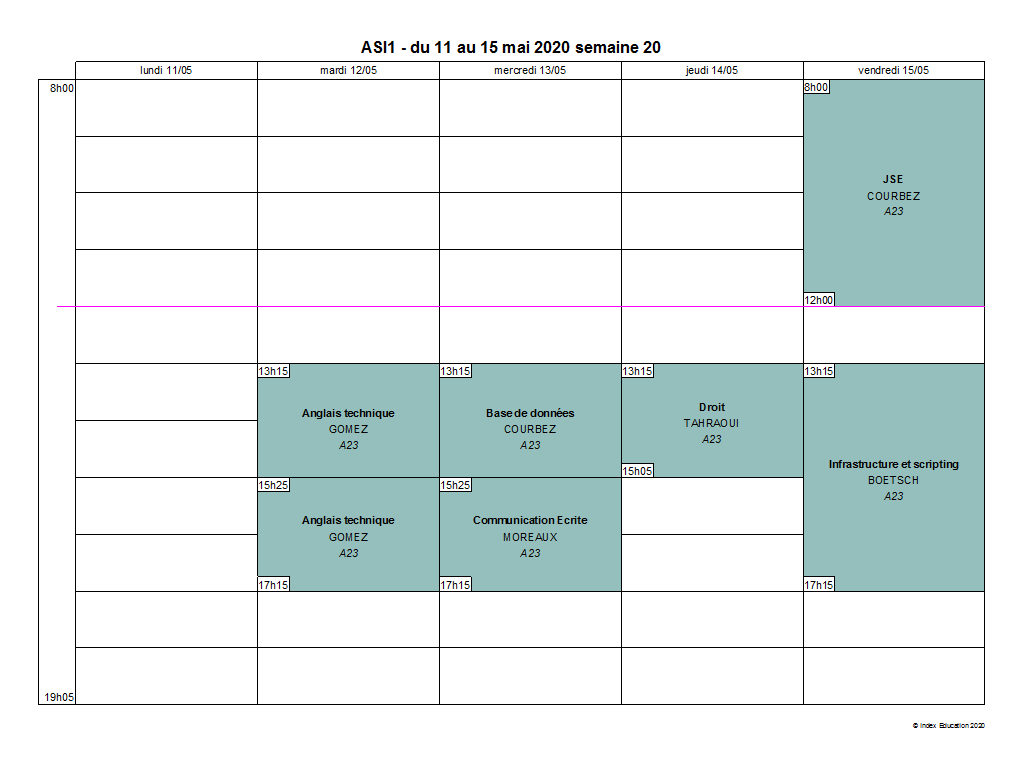 ASI1 - du 11 au 15 mai 2020 semaine 20
lundi 11/05
mardi 12/05
mercredi 13/05
jeudi 14/05
vendredi 15/05
8h00
8h00
JSE
COURBEZ
A23
12h00
13h15
Anglais technique
GOMEZ
A23
13h15
Base de données
COURBEZ
A23
13h15
Droit
TAHRAOUI
A23
15h05
13h15
Infrastructure et scripting
BOETSCH
A23
17h15
15h25
Anglais technique
GOMEZ
A23
17h15
15h25
Communication Ecrite
MOREAUX
A23
17h15
19h05
© Index Education 2020